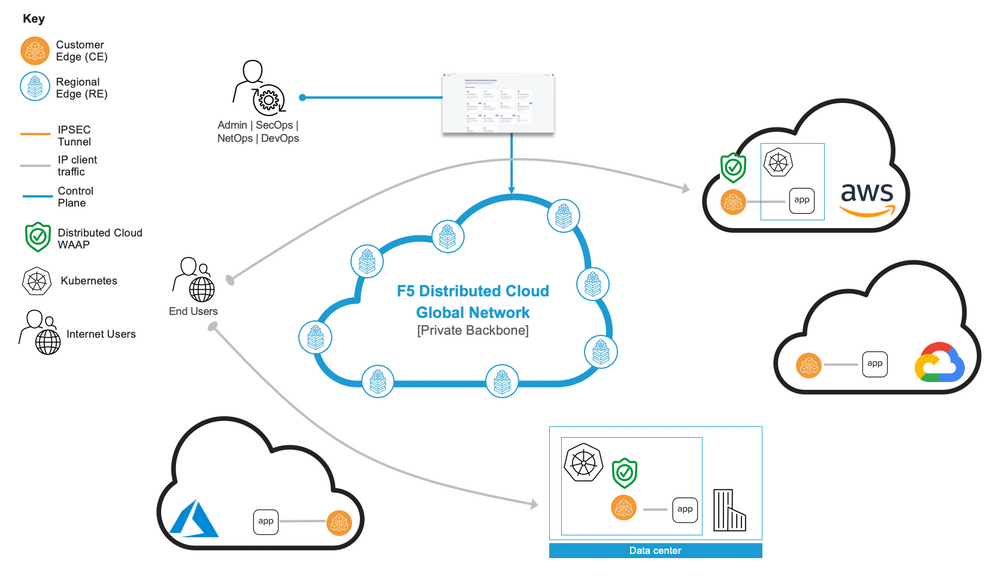 Key
Customer
Edge (CE)
Regional
Edge (RE)
IPSEC
Tunnel
IP client
traffic
Control
Plane
Distributed Cloud
WAAP
Kubernetes
Internet Users
Admin | SecOps |
NetOps | DevOps
End Users
F5 Distributed Cloud
Global Network
[Private Backbone]
app
aws
app
app
app
Data center